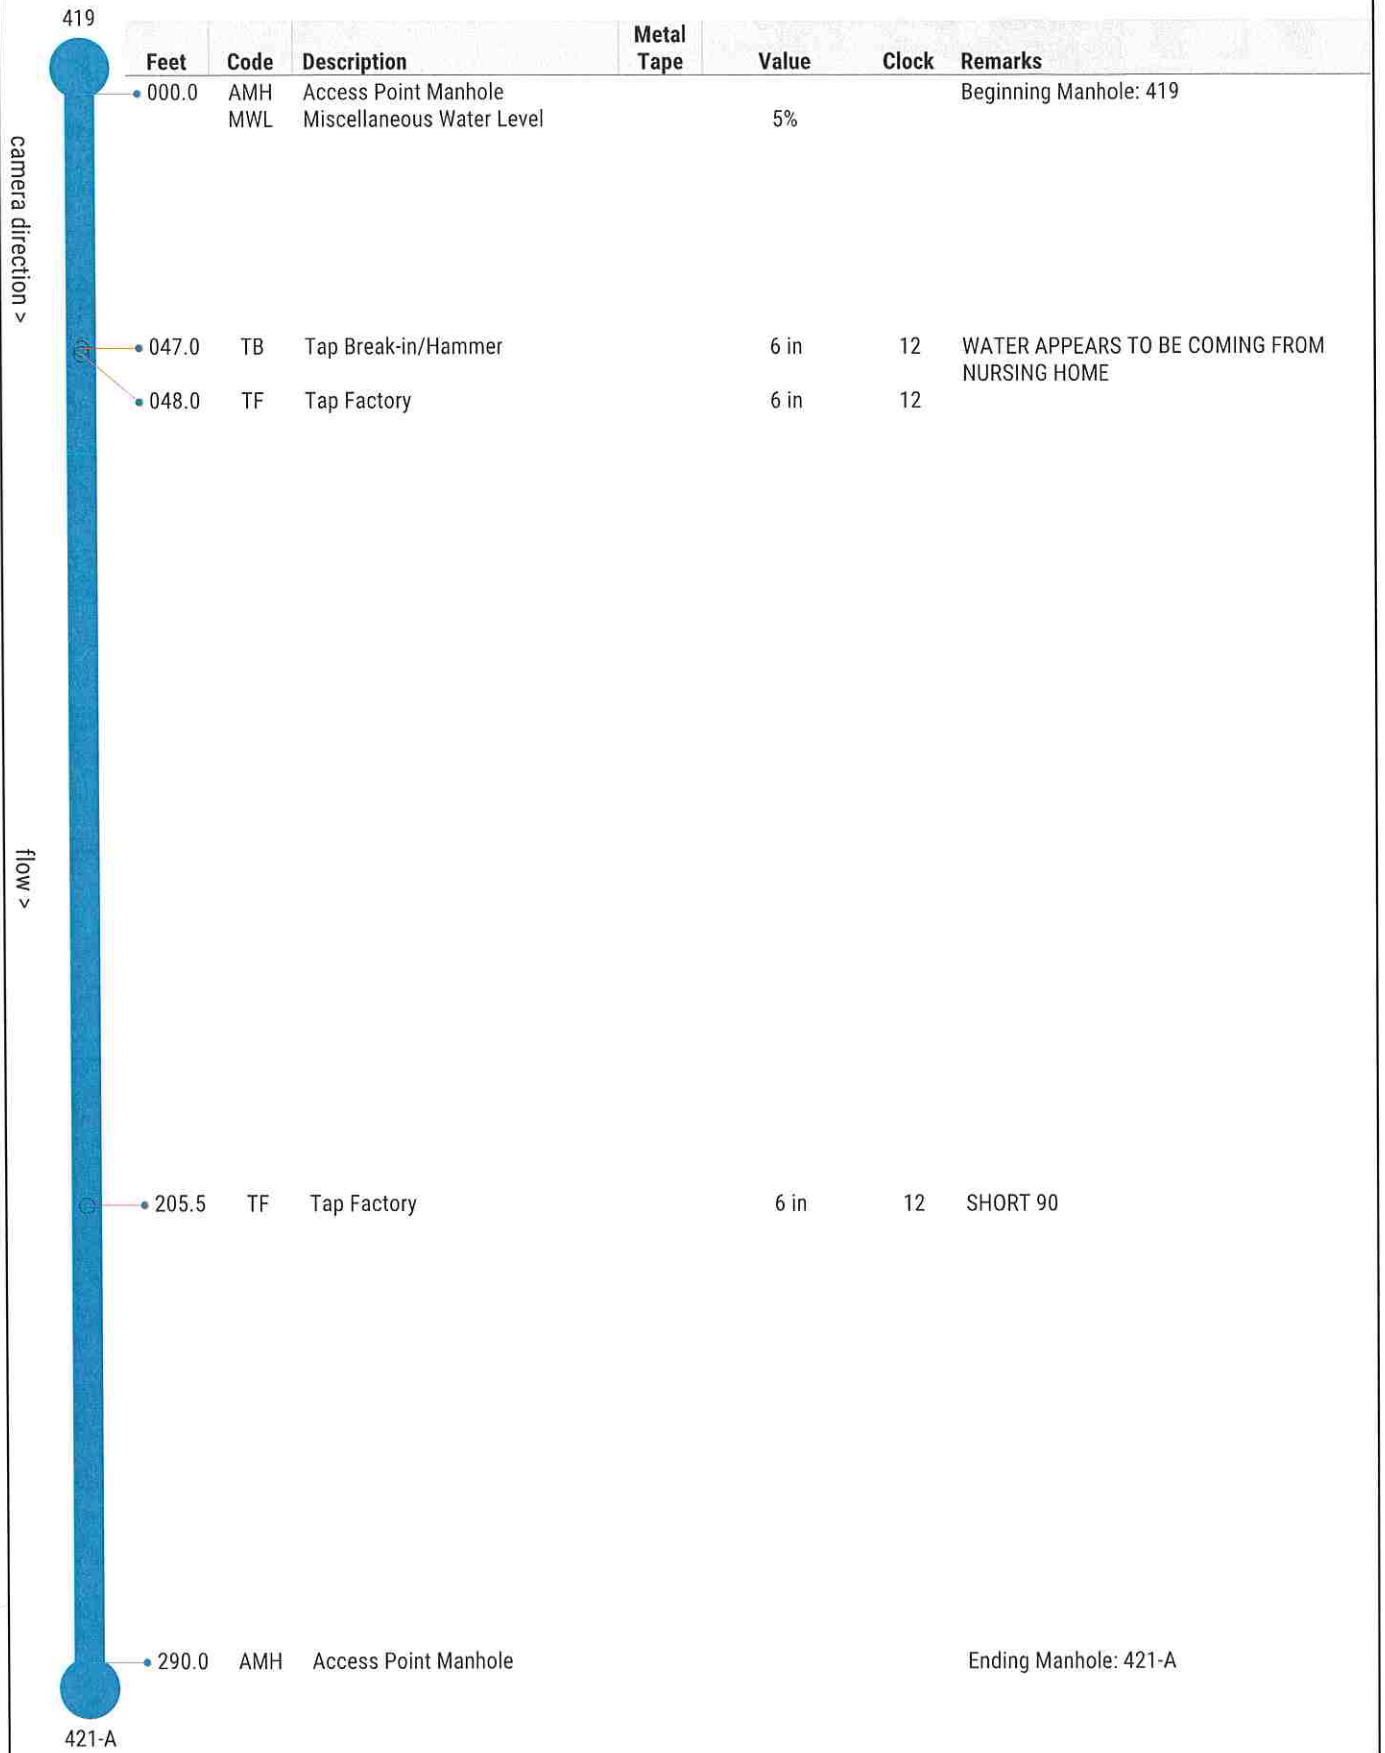 419
Metal
Feet Code Description Tape Value Clock Remarks
000.0 AMH Access Point Manhole Beginning Manhole: 419
MWL Miscellaneous Water Level 5%
camera direction >
047.0 TB Tap Break-in/Hammer 6 in 12 WATER APPEARS TO BE COMING FROM
NURSING HOME
048.0 TF Tap Factory 6 in 12
flow >
205.5 TF Tap Factory 6 in 12 SHORT 90
290.0 AMH Access Point Manhole Ending Manhole: 421-A
421-A